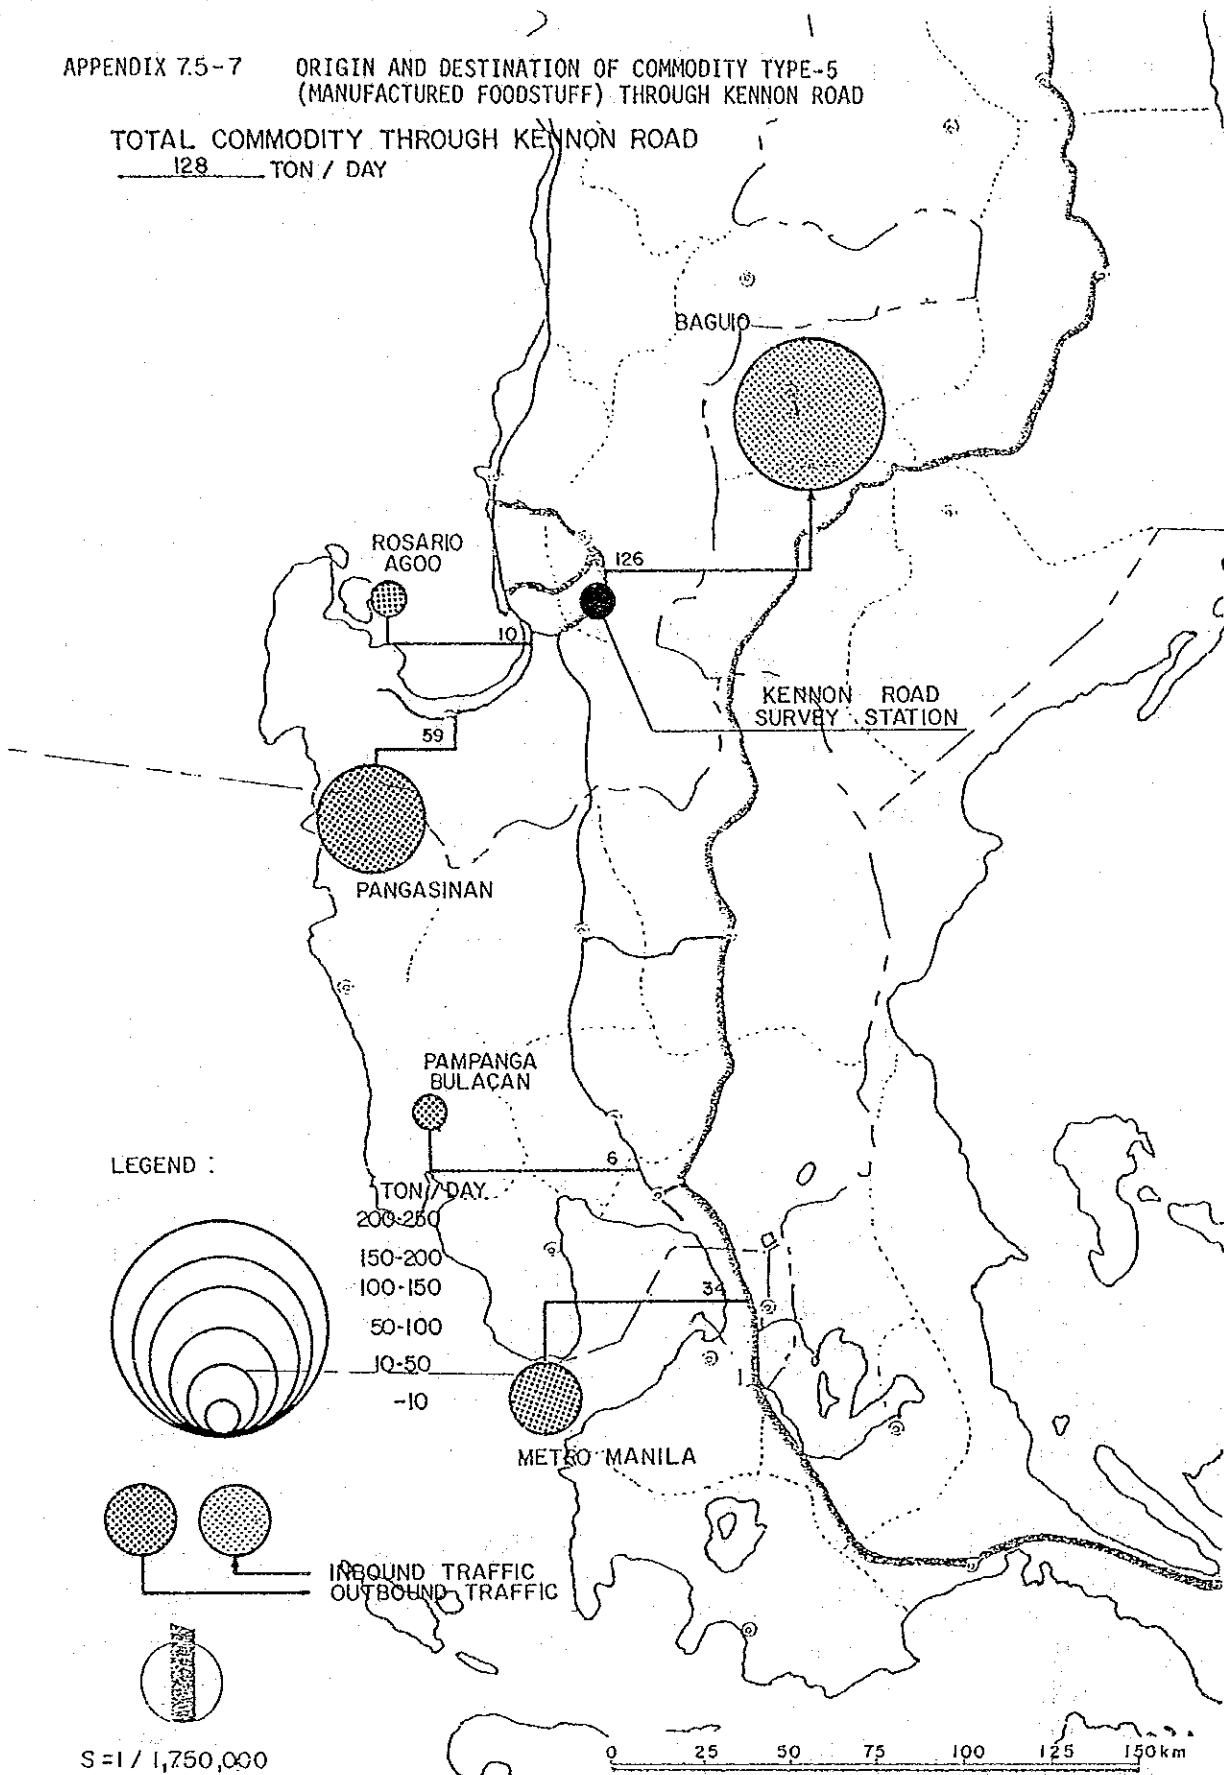 APPENDIX 7.5-7 ORIGIN AND DESTINATION OF COMMODITY TYPE-5
(MANUFACTURED FOODSTUFF) THROUGH KENNON ROAD
TOTAL COMMODITY THROUGH KENNON ROAD
128 TON / DAY
BAGUIO
ROSARIO
AGOO
126
10
KENNON ROAD
SURVEY STATION
59
PANGASINAN
PAMPANGA
BULACAN
6
LEGEND :
TON / DAY
200-250
150-200
100-150
50-100
10-50
-10
34
METRO MANILA
INBOUND TRAFFIC
OUTBOUND TRAFFIC
S = 1 / 1,750,000
0 25 50 75 100 125 150km